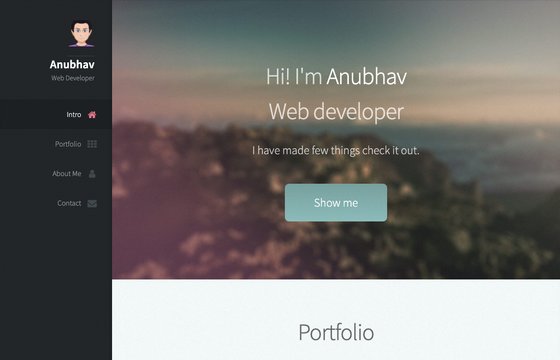 Anubhav
Web Developer
Intro
Portfolio
About Me
Contact
Hi! I'm Anubhav
Web developer
I have made few things check it out.
Show me
Portfolio